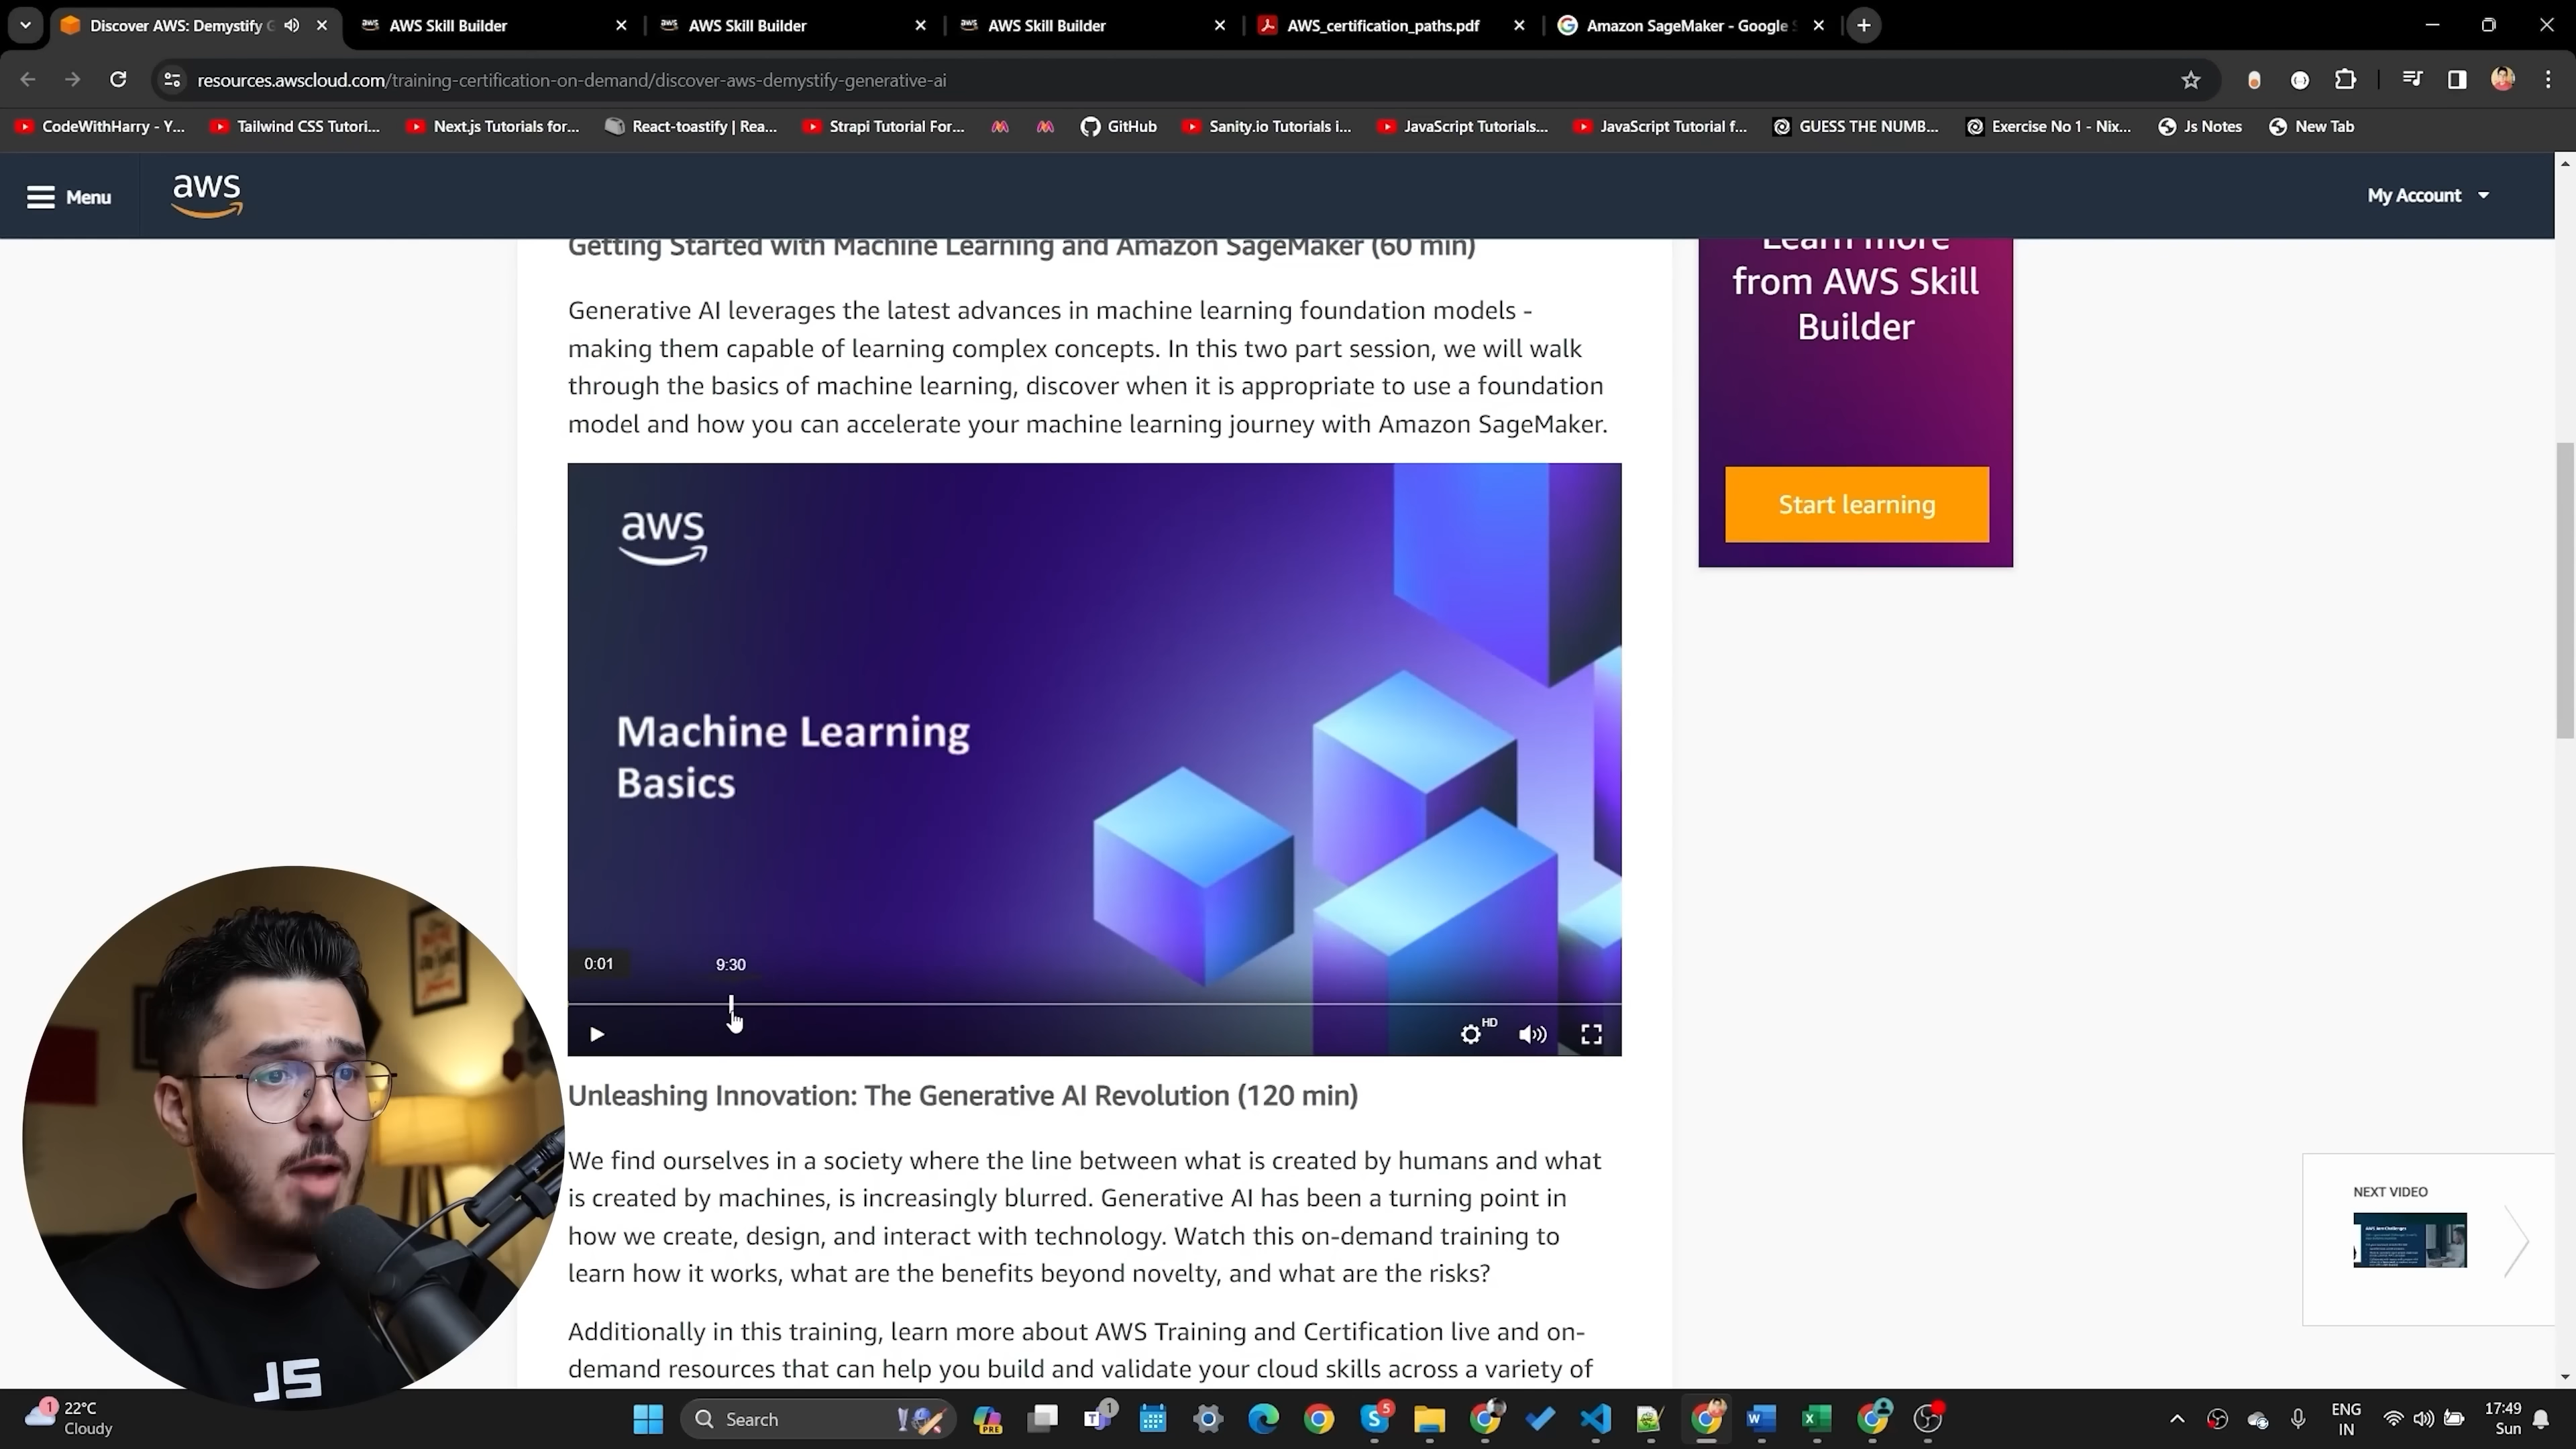 Discover AWS: Demystify G
AWS Skill Builder
AWS Skill Builder
AWS Skill Builder
AWS_certification_paths.pdf
Amazon SageMaker - Google S
resources.awscloud.com/training-certification-on-demand/discover-aws-demystify-generative-ai
CodeWithHarry - Y...
Tailwind CSS Tutori...
Next.js Tutorials for...
React-toastify | Rea...
Strapi Tutorial For...
GitHub
Sanity.io Tutorials i...
JavaScript Tutorials...
JavaScript Tutorial f...
GUESS THE NUMB...
Exercise No 1 - Nix...
Js Notes
New Tab
Menu
aws
My Account
Getting Started with Machine Learning and Amazon SageMaker (60 min)
Generative AI leverages the latest advances in machine learning foundation models -
making them capable of learning complex concepts. In this two part session, we will walk
through the basics of machine learning, discover when it is appropriate to use a foundation
model and how you can accelerate your machine learning journey with Amazon SageMaker.
Learn more
from AWS Skill
Builder
Start learning
aws
Machine Learning
Basics
0:01
9:30
HD
Unleashing Innovation: The Generative AI Revolution (120 min)
We find ourselves in a society where the line between what is created by humans and what
is created by machines, is increasingly blurred. Generative AI has been a turning point in
how we create, design, and interact with technology. Watch this on-demand training to
learn how it works, what are the benefits beyond novelty, and what are the risks?
Additionally in this training, learn more about AWS Training and Certification live and on-
demand resources that can help you build and validate your cloud skills across a variety of
NEXT VIDEO
JS
1
22°C
Cloudy
Search
PRE
1
5
ENG
IN
17:49
Sun